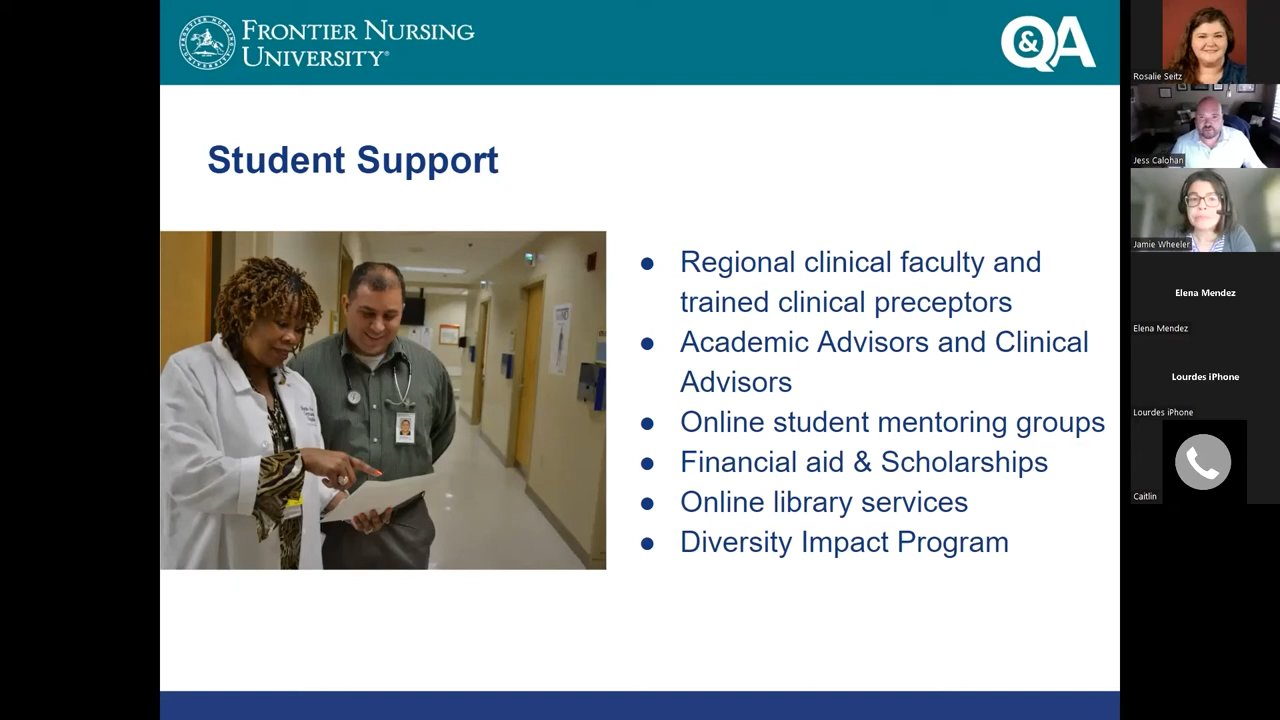 FRONTIER NURSING
UNIVERSITY®
Q&A
Student Support
● Regional clinical faculty and
trained clinical preceptors
● Academic Advisors and Clinical
Advisors
● Online student mentoring groups
● Financial aid & Scholarships
● Online library services
● Diversity Impact Program
Rosalie Seitz
Jess Calohan
Jamie Wheeler
Elena Mendez
Elena Mendez
Lourdes iPhone
Lourdes iPhone
Caitlin